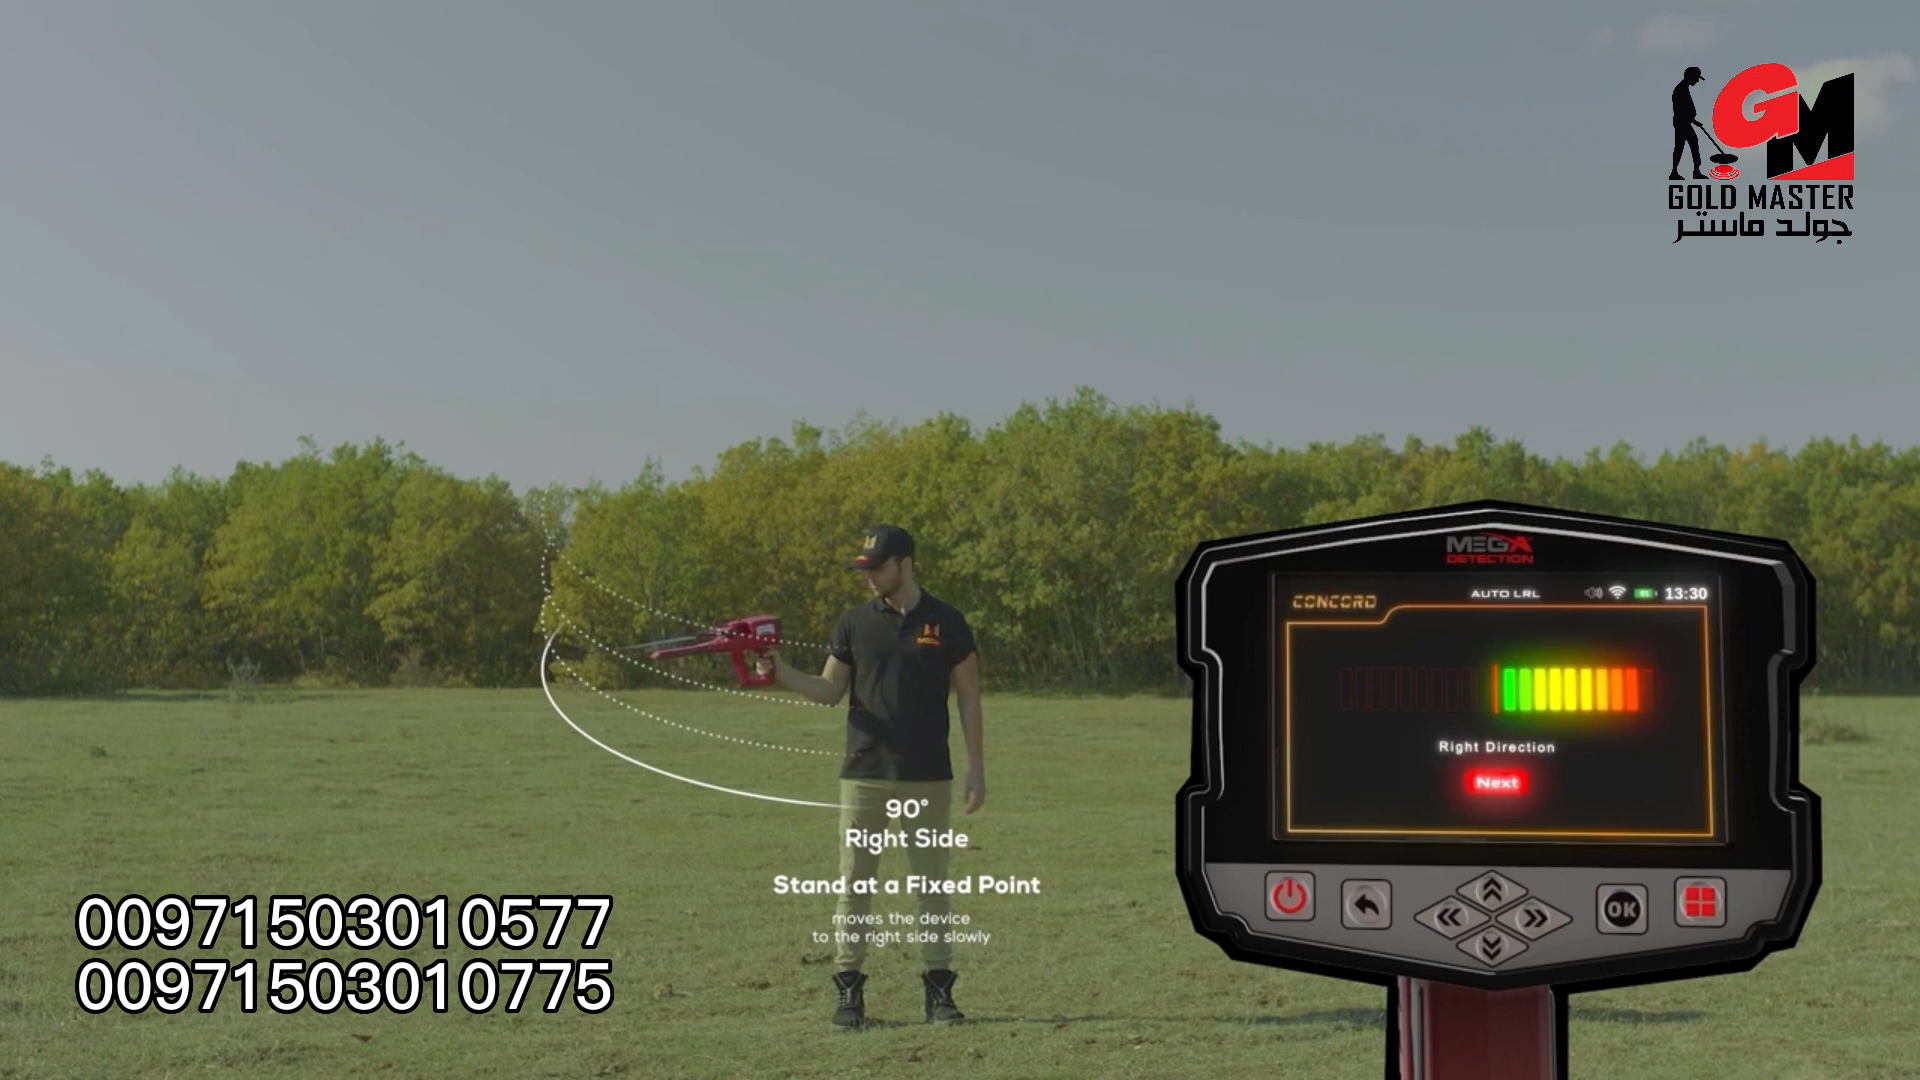 GM
GOLD MASTER
جولد ماستر
MEGA
DETECTION
CONCORD
AUTO LRL
13:30
Right Direction
Next
OK
90°
Right Side
Stand at a Fixed Point
moves the device
to the right side slowly
00971503010577
00971503010775